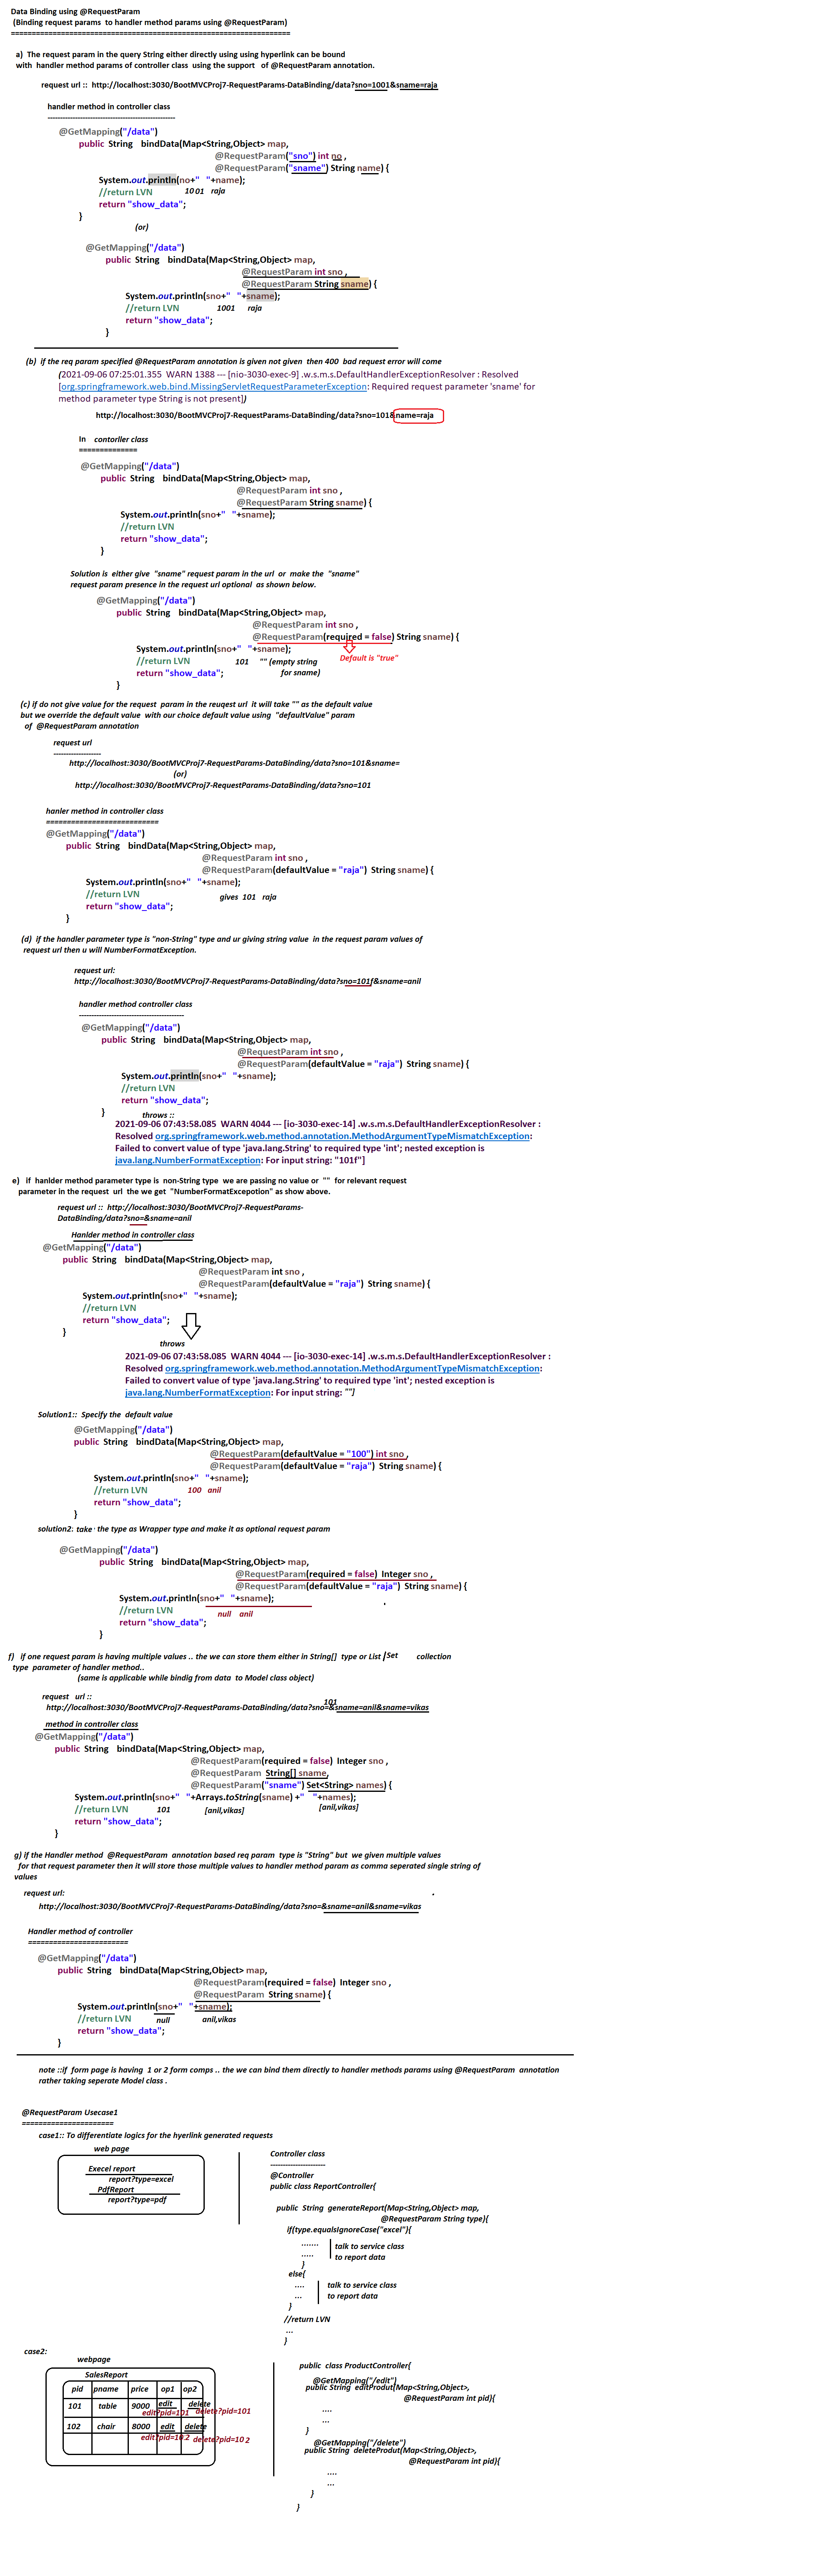 Data Binding using @RequestParam
(Binding request params to handler method params using @RequestParam)
===================================================================
a) The request param in the query String either directly using using hyperlink can be bound
with handler method params of controller class using the support of @RequestParam annotation.
request url :: http://localhost:3030/BootMVCProj7-RequestParams-DataBinding/data?sno=1001&sname=raja
handler method in controller class
--------------------------------------------------
@GetMapping("/data")
public String bindData(Map<String,Object> map,
@RequestParam("sno") int no ,
@RequestParam("sname") String name) {
System.out.println(no+" "+name);
//return LVN 1001 raja
return "show_data";
}
(or)
@GetMapping("/data")
public String bindData(Map<String,Object> map,
@RequestParam int sno ,
@RequestParam String sname) {
System.out.println(sno+" "+sname);
//return LVN 1001 raja
return "show_data";
}
(b) if the req param specified @RequestParam annotation is given not given then 400 bad request error will come
(2021-09-06 07:25:01.355 WARN 1388 --- [nio-3030-exec-9] .w.s.m.s.DefaultHandlerExceptionResolver : Resolved
[org.springframework.web.bind.MissingServletRequestParameterException: Required request parameter 'sname' for
method parameter type String is not present])
http://localhost:3030/BootMVCProj7-RequestParams-DataBinding/data?sno=101&name=raja
In contorller class
==============
@GetMapping("/data")
public String bindData(Map<String,Object> map,
@RequestParam int sno ,
@RequestParam String sname) {
System.out.println(sno+" "+sname);
//return LVN
return "show_data";
}
Solution is either give "sname" request param in the url or make the "sname"
request param presence in the request url optional as shown below.
@GetMapping("/data")
public String bindData(Map<String,Object> map,
@RequestParam int sno ,
@RequestParam(required = false) String sname) {
System.out.println(sno+" "+sname);
Default is "true"
//return LVN 101 "" (empty string
return "show_data"; for sname)
}
(c) if do not give value for the request param in the reuqest url it will take "" as the default value
but we override the default value with our choice default value using "defaultValue" param
of @RequestParam annotation
request url
-------------------
http://localhost:3030/BootMVCProj7-RequestParams-DataBinding/data?sno=101&sname=
(or)
http://localhost:3030/BootMVCProj7-RequestParams-DataBinding/data?sno=101
hanler method in controller class
===========================
@GetMapping("/data")
public String bindData(Map<String,Object> map,
@RequestParam int sno ,
@RequestParam(defaultValue = "raja") String sname) {
System.out.println(sno+" "+sname);
//return LVN gives 101 raja
return "show_data";
}
(d) if the handler parameter type is "non-String" type and ur giving string value in the request param values of
request url then u will NumberFormatException.
request url:
http://localhost:3030/BootMVCProj7-RequestParams-DataBinding/data?sno=101f&sname=anil
handler method controller class
------------------------------------------
@GetMapping("/data")
public String bindData(Map<String,Object> map,
@RequestParam int sno ,
@RequestParam(defaultValue = "raja") String sname) {
System.out.println(sno+" "+sname);
//return LVN
return "show_data";
}
throws ::
2021-09-06 07:43:58.085 WARN 4044 --- [io-3030-exec-14] .w.s.m.s.DefaultHandlerExceptionResolver :
Resolved org.springframework.web.method.annotation.MethodArgumentTypeMismatchException:
Failed to convert value of type 'java.lang.String' to required type 'int'; nested exception is
java.lang.NumberFormatException: For input string: "101f"]
e) if hanlder method parameter type is non-String type we are passing no value or "" for relevant request
parameter in the request url the we get "NumberFormatException" as show above.
request url :: http://localhost:3030/BootMVCProj7-RequestParams-
DataBinding/data?sno=&sname=anil
Hanlder method in controller class
@GetMapping("/data")
public String bindData(Map<String,Object> map,
@RequestParam int sno ,
@RequestParam(defaultValue = "raja") String sname) {
System.out.println(sno+" "+sname);
//return LVN
return "show_data";
}
throws
2021-09-06 07:43:58.085 WARN 4044 --- [io-3030-exec-14] .w.s.m.s.DefaultHandlerExceptionResolver :
Resolved org.springframework.web.method.annotation.MethodArgumentTypeMismatchException:
Failed to convert value of type 'java.lang.String' to required type 'int'; nested exception is
java.lang.NumberFormatException: For input string: ""]
Solution1:: Specify the default value
@GetMapping("/data")
public String bindData(Map<String,Object> map,
@RequestParam(defaultValue = "100") int sno ,
@RequestParam(defaultValue = "raja") String sname) {
System.out.println(sno+" "+sname);
//return LVN 100 anil
return "show_data";
}
solution2: take the type as Wrapper type and make it as optional request param
@GetMapping("/data")
public String bindData(Map<String,Object> map,
@RequestParam(required = false) Integer sno ,
@RequestParam(defaultValue = "raja") String sname) {
System.out.println(sno+" "+sname);
//return LVN null anil
return "show_data";
}
f) if one request param is having multiple values .. the we can store them either in String[] type or List /Set collection
type parameter of handler method..
(same is applicable while bindig from data to Model class object)
request url ::
101
http://localhost:3030/BootMVCProj7-RequestParams-DataBinding/data?sno=&sname=anil&sname=vikas
method in controller class
@GetMapping("/data")
public String bindData(Map<String,Object> map,
@RequestParam(required = false) Integer sno ,
@RequestParam String[] sname,
@RequestParam("sname") Set<String> names) {
System.out.println(sno+" "+Arrays.toString(sname) +" "+names);
//return LVN 101 [anil,vikas] [anil,vikas]
return "show_data";
}
g) if the Handler method @RequestParam annotation based req param type is "String" but we given multiple values
for that request parameter then it will store those multiple values to handler method param as comma seperated single string of
values
request url:
http://localhost:3030/BootMVCProj7-RequestParams-DataBinding/data?sno=&sname=anil&sname=vikas
Handler method of controller
========================
@GetMapping("/data")
public String bindData(Map<String,Object> map,
@RequestParam(required = false) Integer sno ,
@RequestParam String sname) {
System.out.println(sno+" "+sname);
//return LVN null anil,vikas
return "show_data";
}
note ::if form page is having 1 or 2 form comps .. the we can bind them directly to handler methods params using @RequestParam annotation
rather taking seperate Model class .
@RequestParam Usecase1
======================
case1:: To differentiate logics for the hyerlink generated requests
web page
Execel report
report?type=excel
PdfReport
report?type=pdf
Controller class
----------------------
@Controller
public class ReportController{
public String generateReport(Map<String,Object> map,
@RequestParam String type){
if(type.equalsIgnoreCase("excel"){
....... talk to service class
..... to report data
}
else{
.... talk to service class
... to report data
}
//return LVN
...
}
case2:
webpage
SalesReport
pid pname price op1 op2
101 table 9000 edit delete
edit?pid=101 delete?pid=101
102 chair 8000 edit delete
edit?pid=102 delete?pid=102
public class ProductController{
@GetMapping("/edit")
public String editProdut(Map<String,Object>,
@RequestParam int pid){
....
...
}
@GetMapping("/delete")
public String deleteProdut(Map<String,Object>,
@RequestParam int pid){
....
...
}
}